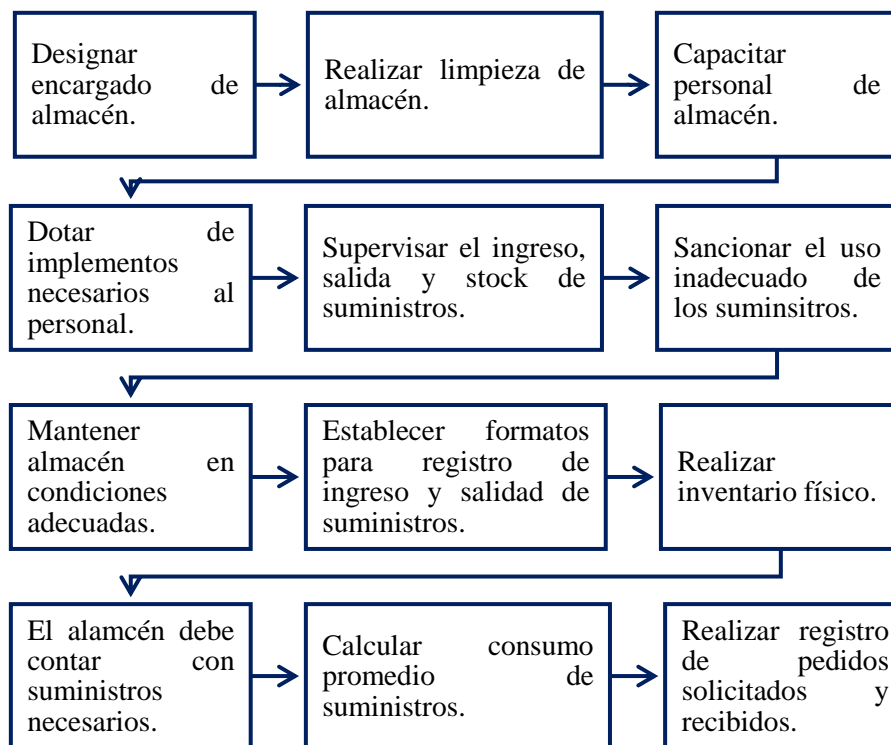 Designar
encargado de
almacén.
Realizar limpieza de
almacén.
Capacitar
personal de
almacén.
Dotar de
implementos
necesarios al
personal.
Supervisar el ingreso,
salida y stock de
suministros.
Sancionar el uso
inadecuado de
los suminsitros.
Mantener
almacén en
condiciones
adecuadas.
Establecer formatos
para registro de
ingreso y salidad de
suministros.
Realizar
inventario físico.
El alamcén debe
contar con
suministros
necesarios.
Calcular consumo
promedio de
suministros.
Realizar registro
de pedidos
solicitados y
recibidos.